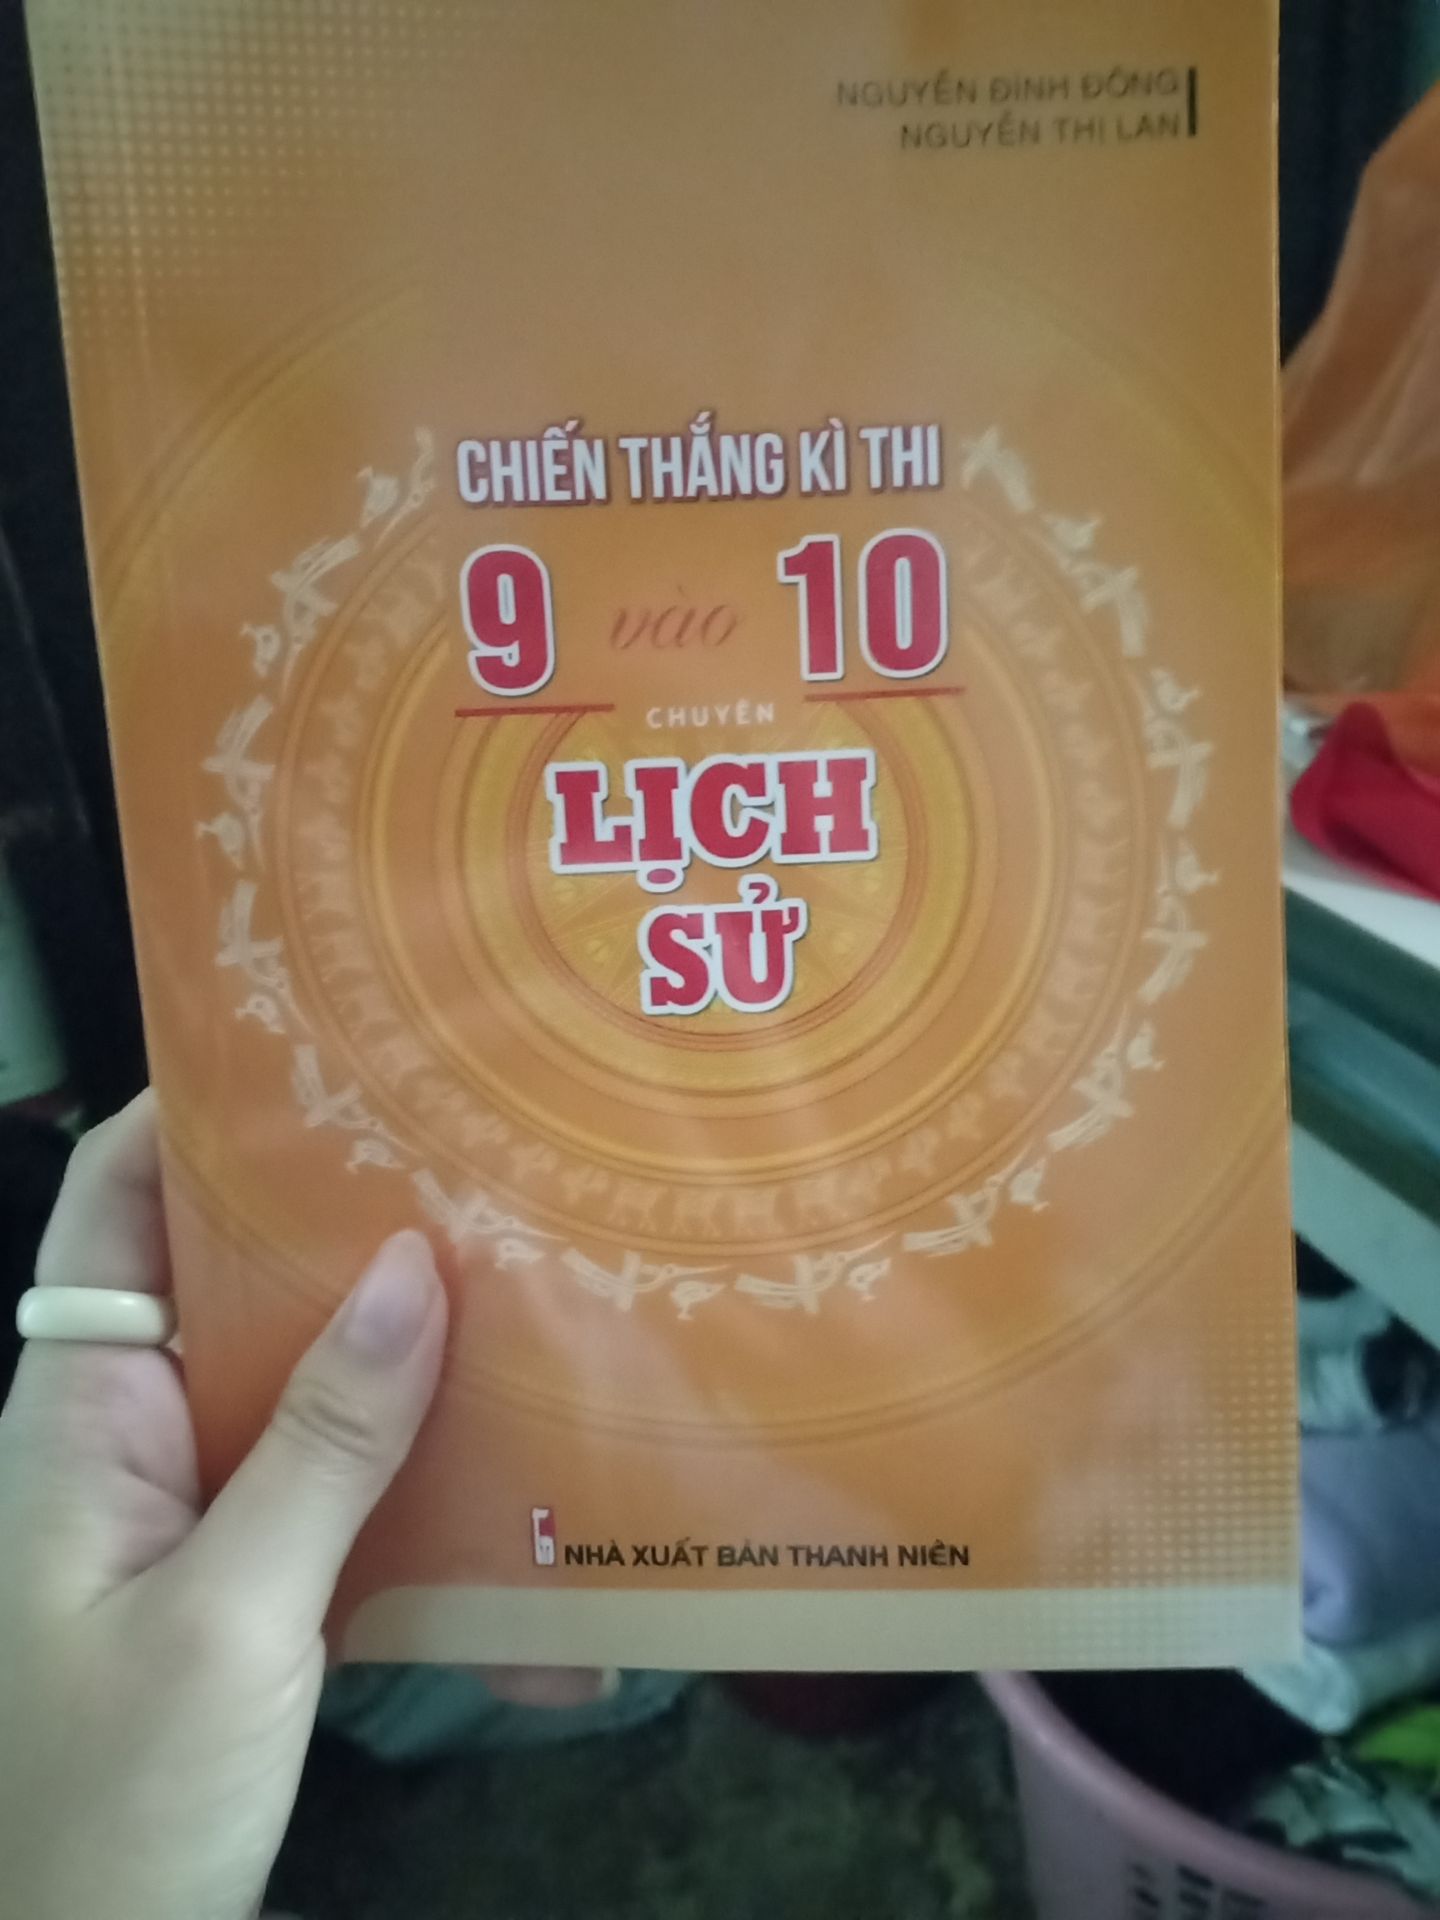 NGUYỄN ĐÌNH ĐÔNG
NGUYỄN THỊ LAN
CHIẾN THẮNG KÌ THI
9 vào 10
CHUYÊN
LỊCH
SỬ
NHÀ XUẤT BẢN THANH NIÊN